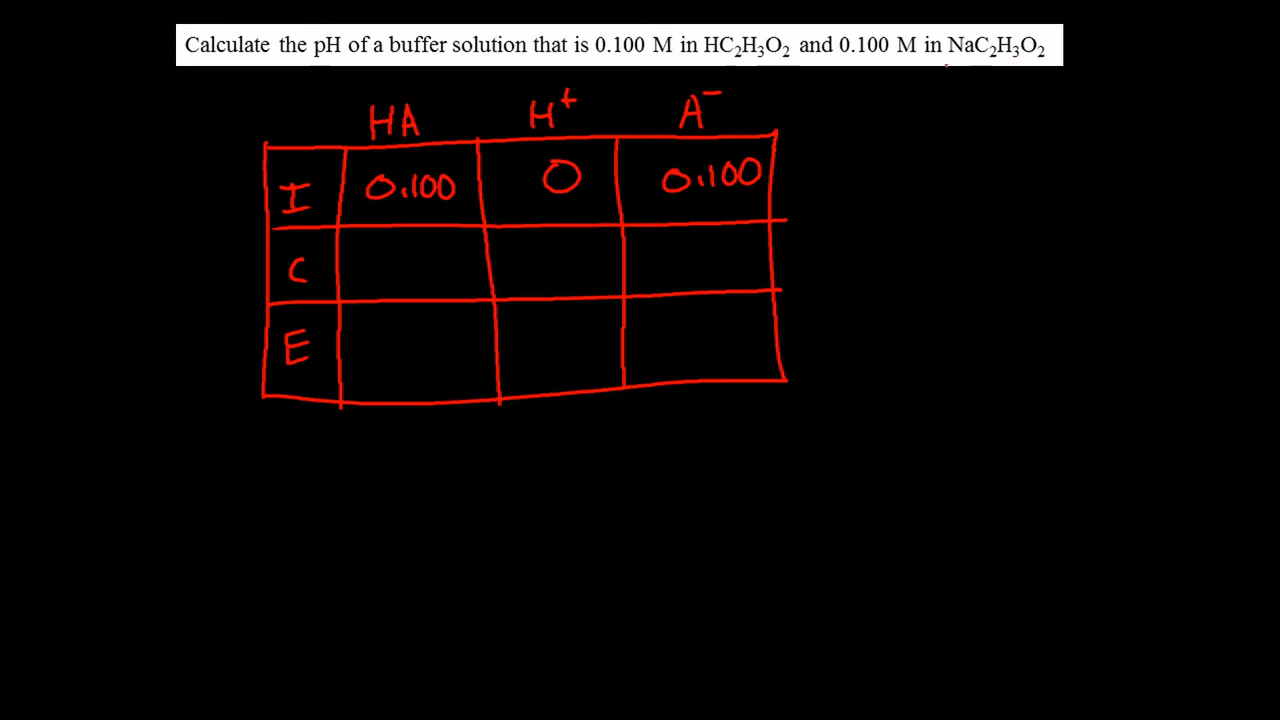 Calculate the pH of a buffer solution that is 0.100 M in HC₂H₃O₂ and 0.100 M in NaC₂H₃O₂
HA H⁺ A⁻
I 0.100 0 0.100
C
E